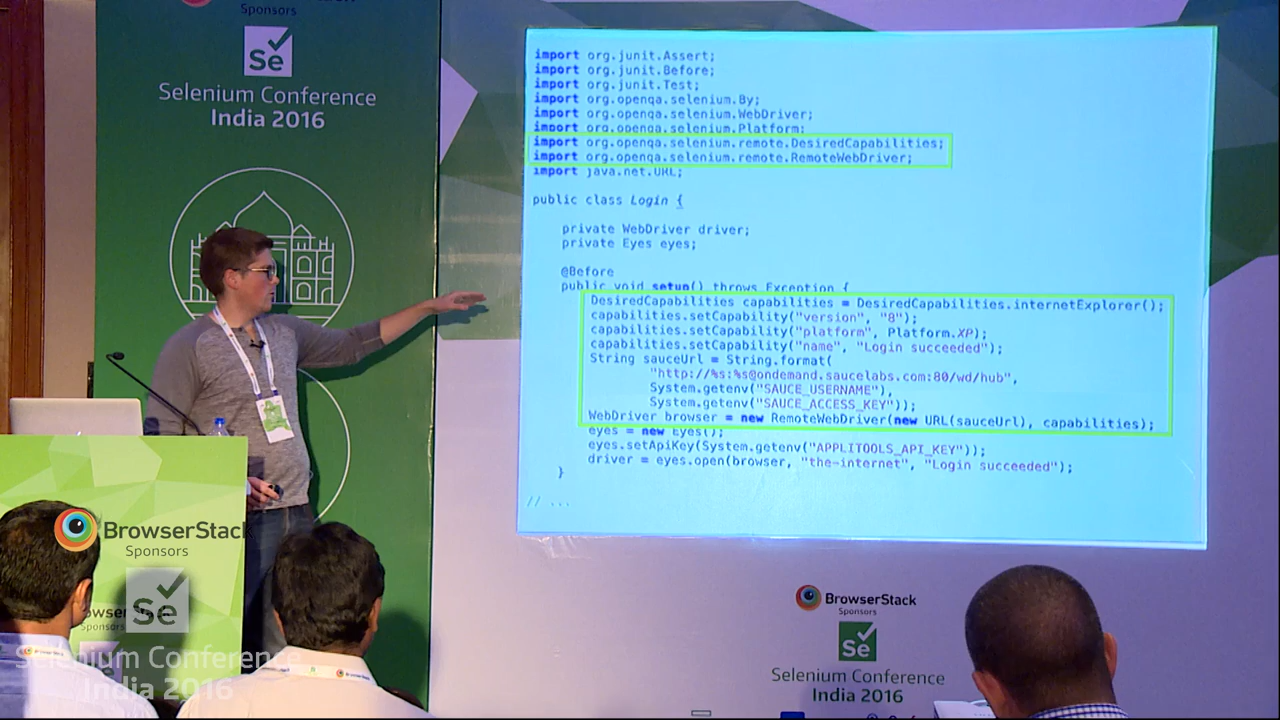 Se
Selenium Conference
India 2016
import org.junit.Assert;
import org.junit.Before;
import org.junit.Test;
import org.openqa.selenium.By;
import org.openqa.selenium.WebDriver;
import org.openqa.selenium.Platform;
import org.openqa.selenium.remote.DesiredCapabilities;
import org.openqa.selenium.remote.RemoteWebDriver;
import java.net.URL;
public class Login {
private WebDriver driver;
private Eyes eyes;
@Before
public void setup() throws Exception {
DesiredCapabilities capabilities = DesiredCapabilities.internetExplorer();
capabilities.setCapability("version", "8");
capabilities.setCapability("platform", Platform.XP);
capabilities.setCapability("name", "Login succeeded");
String sauceUrl = String.format(
"http://%s:%s@ondemand.saucelabs.com:80/wd/hub",
System.getenv("SAUCE_USERNAME"),
System.getenv("SAUCE_ACCESS_KEY"));
WebDriver browser = new RemoteWebDriver(new URL(sauceUrl), capabilities);
eyes = new Eyes();
eyes.setApiKey(System.getenv("APPLITOOLS_API_KEY"));
driver = eyes.open(browser, "the-internet", "Login succeeded");
}
// ...
BrowserStack
Sponsors
Se
Sponsors
Selenium Conference
India 2016
BrowserStack
Sponsors
Se
Selenium Conference
India 2016